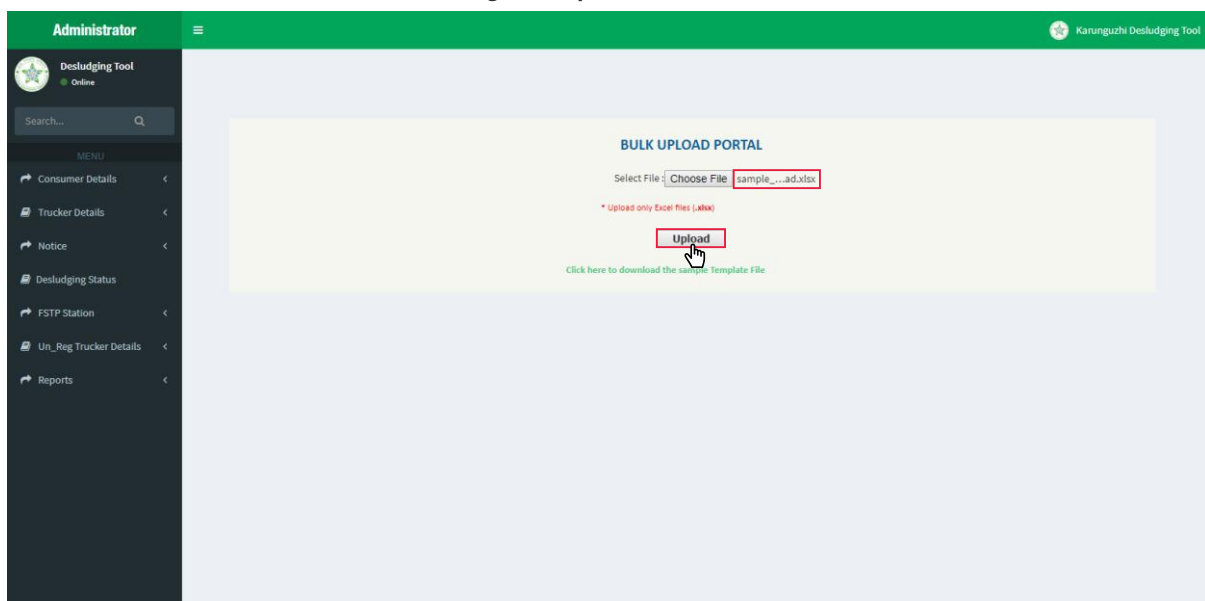 Administrator
Karunguzhi Desludging Tool
Desludging Tool
Online
Search...
MENU
Consumer Details
Trucker Details
Notice
Desludging Status
FSTP Station
Un_Reg Trucker Details
Reports
BULK UPLOAD PORTAL
Select File : Choose File sample_...ad.xlsx
* Upload only Excel files (.xlsx)
Upload
Click here to download the sample Template File